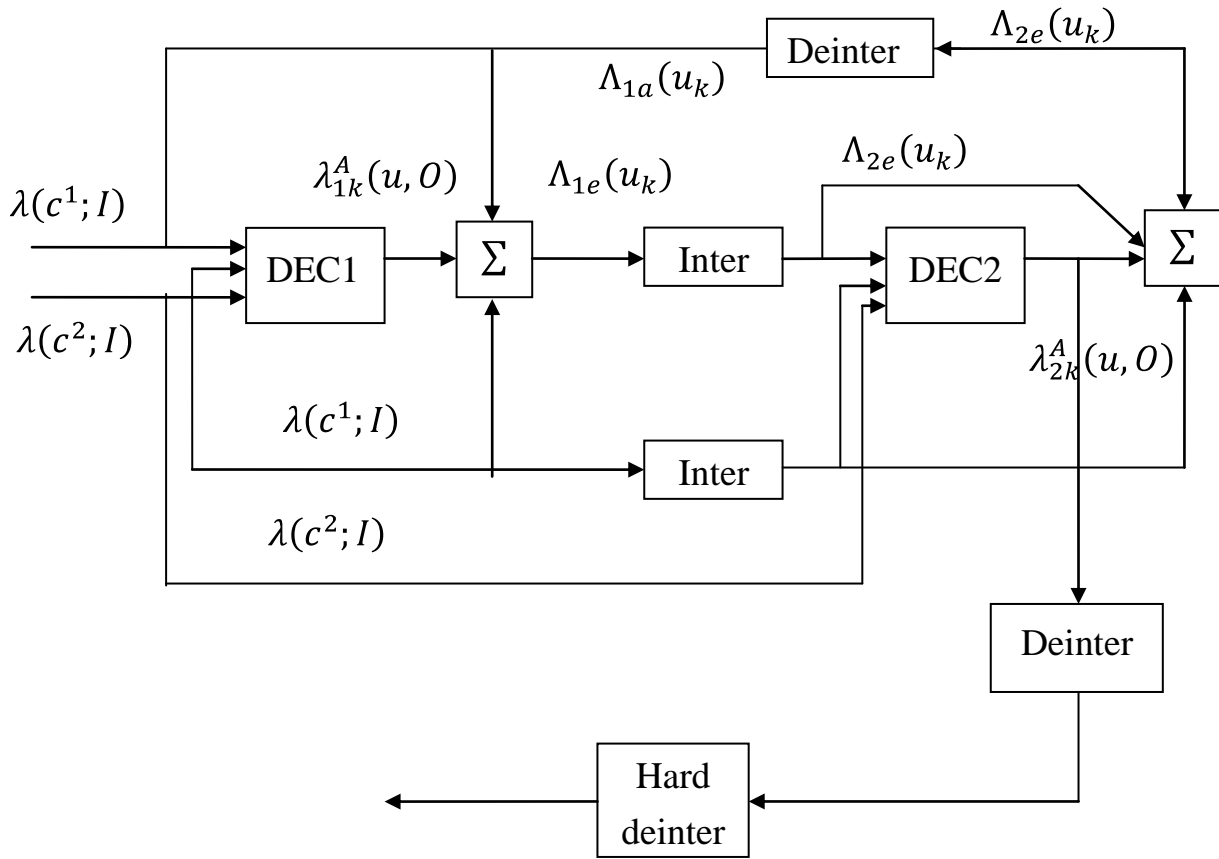 Λ₂ₑ(uₖ)
Deinter
Λ₁ₐ(uₖ)
Λ₂ₑ(uₖ)
λ₁ₖᴬ(u, O)
Λ₁ₑ(uₖ)
λ(c¹; I)
DEC1
Σ
Inter
DEC2
Σ
λ(c²; I)
λ₂ₖᴬ(u, O)
λ(c¹; I)
Inter
λ(c²; I)
Deinter
Hard
deinter